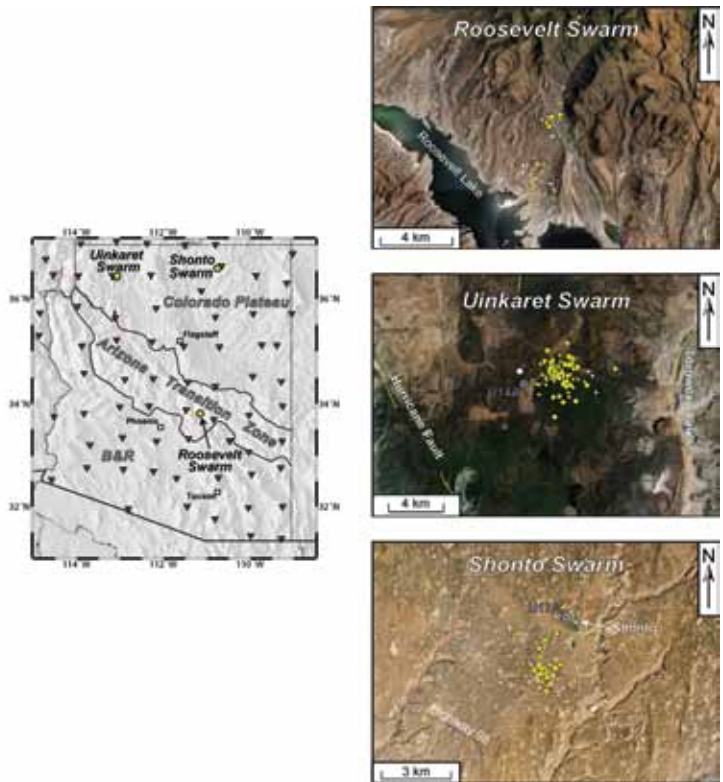 114°W
112°W
110°W
Uinkaret
Swarm
Shonto
Swarm
36°N
36°N
Colorado Plateau
Flagstaff
Arizona
Transition
Zone
34°N
34°N
Phoenix
Roosevelt
Swarm
B&R
Tucson
32°N
32°N
114°W
112°W
110°W
Roosevelt Swarm
N
Roosevelt Lake
4 km
Uinkaret Swarm
N
U14A
Hurricane Fault
4 km
Shonto Swarm
N
Shonto
3 km